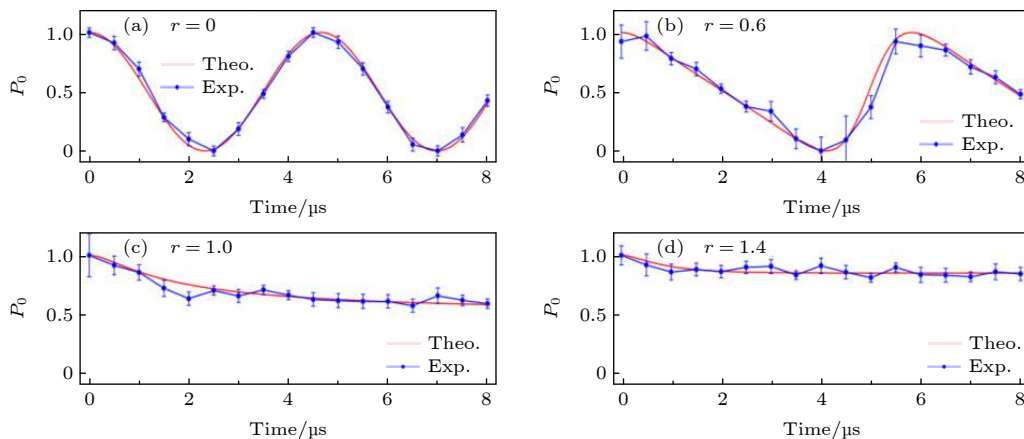 (a) r = 0
1.0
0.5
0
P0
Theo.
Exp.
0 2 4 6 8
Time/µs
(b) r = 0.6
1.0
0.5
0
P0
Theo.
Exp.
0 2 4 6 8
Time/µs
(c) r = 1.0
1.0
0.5
0
P0
Theo.
Exp.
0 2 4 6 8
Time/µs
(d) r = 1.4
1.0
0.5
0
P0
Theo.
Exp.
0 2 4 6 8
Time/µs